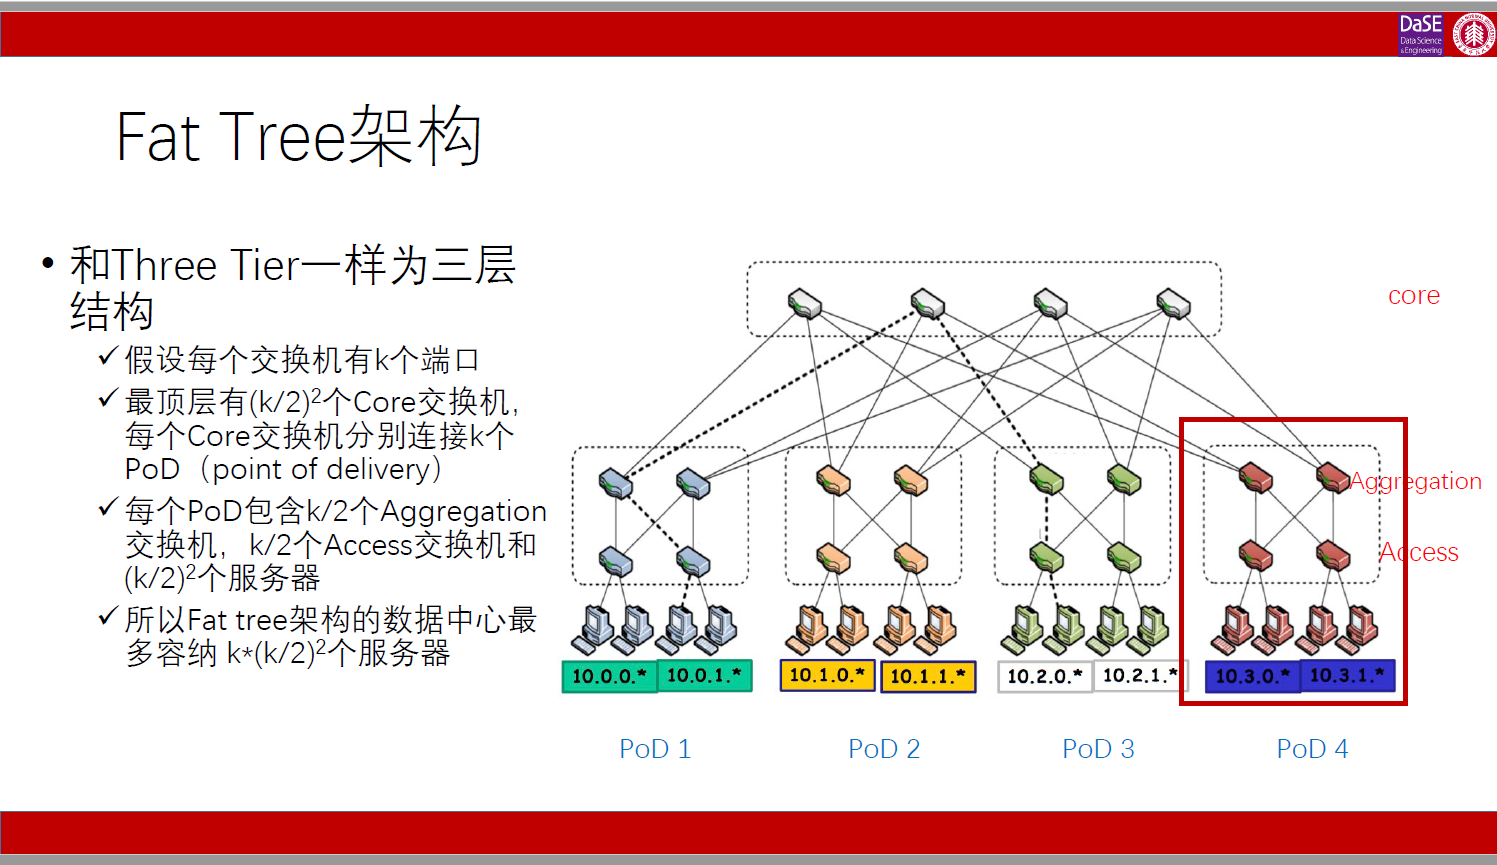 DaSE
Data Science
& Engineering
Fat Tree架构
• 和Three Tier一样为三层
结构
✓ 假设每个交换机有k个端口
✓ 最顶层有(k/2)²个Core交换机，
每个Core交换机分别连接k个
PoD（point of delivery）
✓ 每个PoD包含k/2个Aggregation
交换机，k/2个Access交换机和
(k/2)²个服务器
✓ 所以Fat tree架构的数据中心最
多容纳 k*(k/2)²个服务器
core
Aggregation
Access
10.0.0.* 10.0.1.* 10.1.0.* 10.1.1.* 10.2.0.* 10.2.1.* 10.3.0.* 10.3.1.*
PoD 1 PoD 2 PoD 3 PoD 4